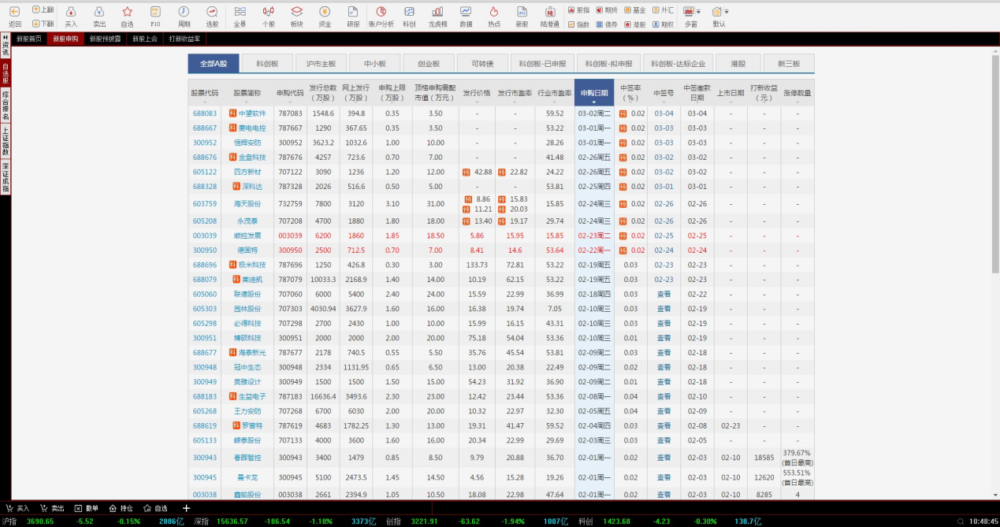 上翻
下翻
返回 买入 卖出 自选 F10 周期 选股 全景 个股 板块 资金 研报 账户分析 科创 龙虎榜 数据 热点 新股 陆港通 多窗 默认
股指 期货 基金 外汇
指数 债券 港股 期权
新股首页 新股申购 新股预披露 新股上会 打新收益率
资讯
自选股
综合排名
上证指数
深证成指
全部A股 科创板 沪市主板 中小板 创业板 可转债 科创板-已申报 科创板-拟申报 科创板-达标企业 港股 新三板
股票代码 股票简称 申购代码 发行总数（万股） 网上发行（万股） 申购上限（万股） 顶格申购需配市值（万元） 发行价格 发行市盈率 行业市盈率 申购日期 中签率（%） 中签号 中签缴款日期 上市日期 打新收益（元） 涨停数量
688083 科 中望软件 787083 1548.6 394.8 0.35 3.50 - - 59.52 03-02周二 预 0.02 03-04 03-04 - - -
688667 科 菱电电控 787667 1290 367.65 0.35 3.50 - - 53.22 03-01周一 预 0.02 03-03 03-03 - - -
300952 恒辉安防 300952 3623.2 1032.6 1.00 10.00 - - 28.26 03-01周一 预 0.02 03-03 03-03 - - -
688676 科 金盘科技 787676 4257 723.6 0.70 7.00 - - 41.48 02-26周五 预 0.02 03-02 03-02 - - -
605122 四方新材 707122 3090 1236 1.20 12.00 预 42.88 预 22.82 24.22 02-26周五 预 0.02 03-02 03-02 - - -
688328 科 深科达 787328 2026 516.6 0.50 5.00 - - 53.81 02-25周四 预 0.02 03-01 03-01 - - -
603759 海天股份 732759 7800 3120 3.10 31.00 预 8.86 预 11.21 预 15.83 预 20.03 15.85 02-24周三 预 0.02 02-26 02-26 - - -
605208 永茂泰 707208 4700 1880 1.80 18.00 预 13.40 预 19.17 29.74 02-24周三 预 0.02 02-26 02-26 - - -
003039 顺控发展 003039 6200 1860 1.85 18.50 5.86 15.95 15.85 02-23周二 预 0.02 02-25 02-25 - - -
300950 德固特 300950 2500 712.5 0.70 7.00 8.41 14.6 53.64 02-22周一 预 0.02 02-24 02-24 - - -
688696 科 极米科技 787696 1250 426.8 0.30 3.00 133.73 72.81 53.22 02-19周五 0.03 02-23 02-23 - - -
688079 科 美迪凯 787079 10033.3 2168.9 1.40 14.00 10.19 62.15 53.22 02-19周五 0.03 02-23 02-23 - - -
605060 联德股份 707060 6000 5400 2.40 24.00 15.59 22.99 36.99 02-18周四 0.03 查看 02-22 - - -
605303 园林股份 707303 4030.94 3627.9 1.60 16.00 16.38 19.74 7.05 02-10周三 0.03 查看 02-19 - - -
605298 必得科技 707298 2700 2430 1.00 10.00 15.99 16.15 43.31 02-10周三 0.03 查看 02-19 - - -
300951 博硕科技 300951 2000 2000 2.00 20.00 75.18 54.04 53.36 02-10周三 0.01 查看 02-19 - - -
688677 科 海泰新光 787677 2178 740.5 0.55 5.50 35.76 45.54 53.81 02-09周二 0.03 查看 02-18 - - -
300948 冠中生态 300948 2334 1131.95 0.65 6.50 13.00 20.38 22.49 02-09周二 0.02 查看 02-18 - - -
300949 奥雅设计 300949 1500 1500 1.50 15.00 54.23 31.92 36.90 02-09周二 0.01 查看 02-18 - - -
688183 科 生益电子 787183 16636.4 3493.6 2.30 23.00 12.42 23.44 53.36 02-08周一 0.04 查看 02-10 - - -
605268 王力安防 707268 6700 6030 2.00 20.00 10.32 22.97 32.30 02-05周五 0.04 查看 02-09 - - -
688619 科 罗普特 787619 4683 1782.25 1.30 13.00 19.31 41.47 59.52 02-04周四 0.03 查看 02-08 02-23 - -
605133 嵘泰股份 707133 4000 3600 1.60 16.00 20.34 22.99 29.69 02-03周三 0.03 查看 02-05 - - -
300943 春晖智控 300943 3400 1479 0.85 8.50 9.79 20.88 36.70 02-01周一 0.02 查看 02-03 02-10 18585 379.67% (首日最高)
300945 曼卡龙 300945 5100 2473.5 1.45 14.50 4.56 15.28 19.26 02-01周一 0.02 查看 02-03 02-10 12620 553.51% (首日最高)
003038 鑫铂股份 003038 2661 2394.9 1.05 10.50 18.08 22.98 47.64 02-01周一 0.02 查看 02-03 02-10 8285 4
买入 卖出 撤单 持仓 自选 +
沪指 3690.65 -5.52 -0.15% 2886亿 深指 15636.57 -186.54 -1.18% 3373亿 创指 3221.91 -63.62 -1.94% 1007亿 科创 1423.68 -4.23 -0.30% 138.7亿 10:48:45